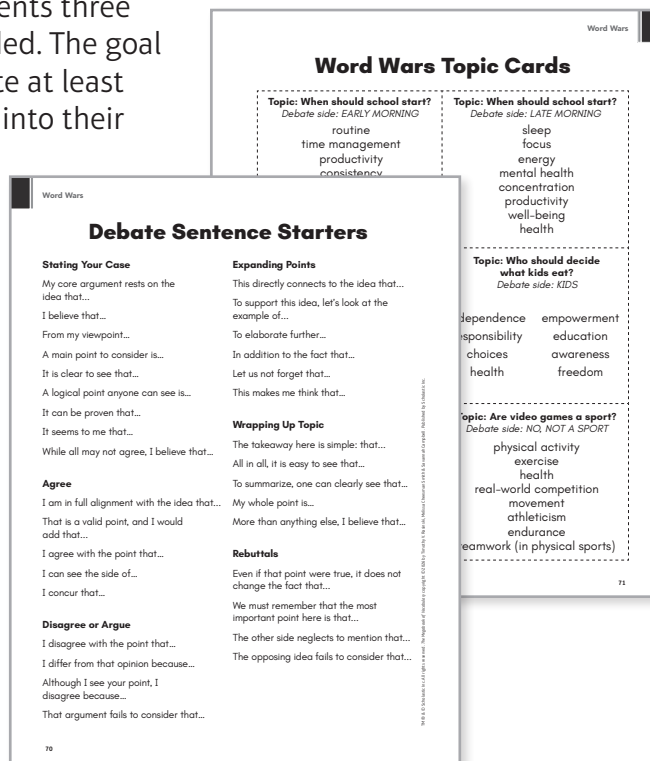 ents three
ded. The goal
te at least
into their
Word Wars
Word Wars Topic Cards
Topic: When should school start?
Debate side: EARLY MORNING
routine
time management
productivity
consistency
Topic: When should school start?
Debate side: LATE MORNING
sleep
focus
energy
mental health
concentration
productivity
well-being
health
Topic: Who should decide
what kids eat?
Debate side: KIDS
dependence empowerment
esponsibility education
choices awareness
health freedom
opic: Are video games a sport?
Debate side: NO, NOT A SPORT
physical activity
exercise
health
real-world competition
movement
athleticism
endurance
eamwork (in physical sports)
71
Word Wars
Debate Sentence Starters
Stating Your Case
My core argument rests on the
idea that...
I believe that...
From my viewpoint...
A main point to consider is...
It is clear to see that...
A logical point anyone can see is...
It can be proven that...
It seems to me that...
While all may not agree, I believe that...
Agree
I am in full alignment with the idea that...
That is a valid point, and I would
add that...
I agree with the point that...
I can see the side of...
I concur that...
Disagree or Argue
I disagree with the point that...
I differ from that opinion because...
Although I see your point, I
disagree because...
That argument fails to consider that...
Expanding Points
This directly connects to the idea that...
To support this idea, let's look at the
example of...
To elaborate further...
In addition to the fact that...
Let us not forget that...
This makes me think that...
Wrapping Up Topic
The takeaway here is simple: that...
All in all, it is easy to see that...
To summarize, one can clearly see that...
My whole point is...
More than anything else, I believe that...
Rebuttals
Even if that point were true, it does not
change the fact that...
We must remember that the most
important point here is that...
The other side neglects to mention that...
The opposing idea fails to consider that...
70